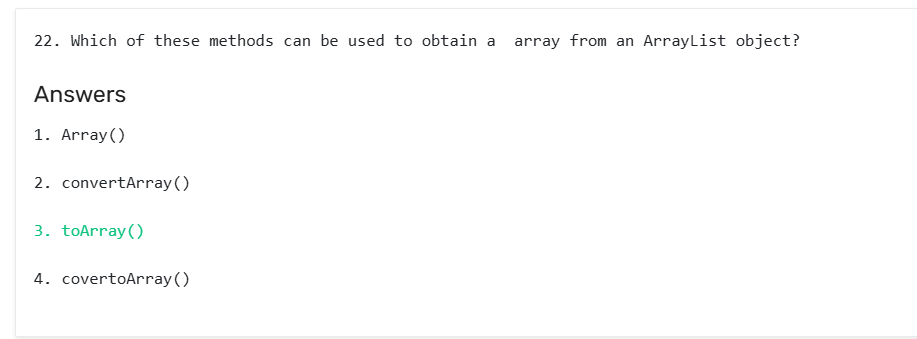 22. Which of these methods can be used to obtain a  array from an ArrayList object?
Answers
1. Array()
2. convertArray()
3. toArray()
4. covertoArray()